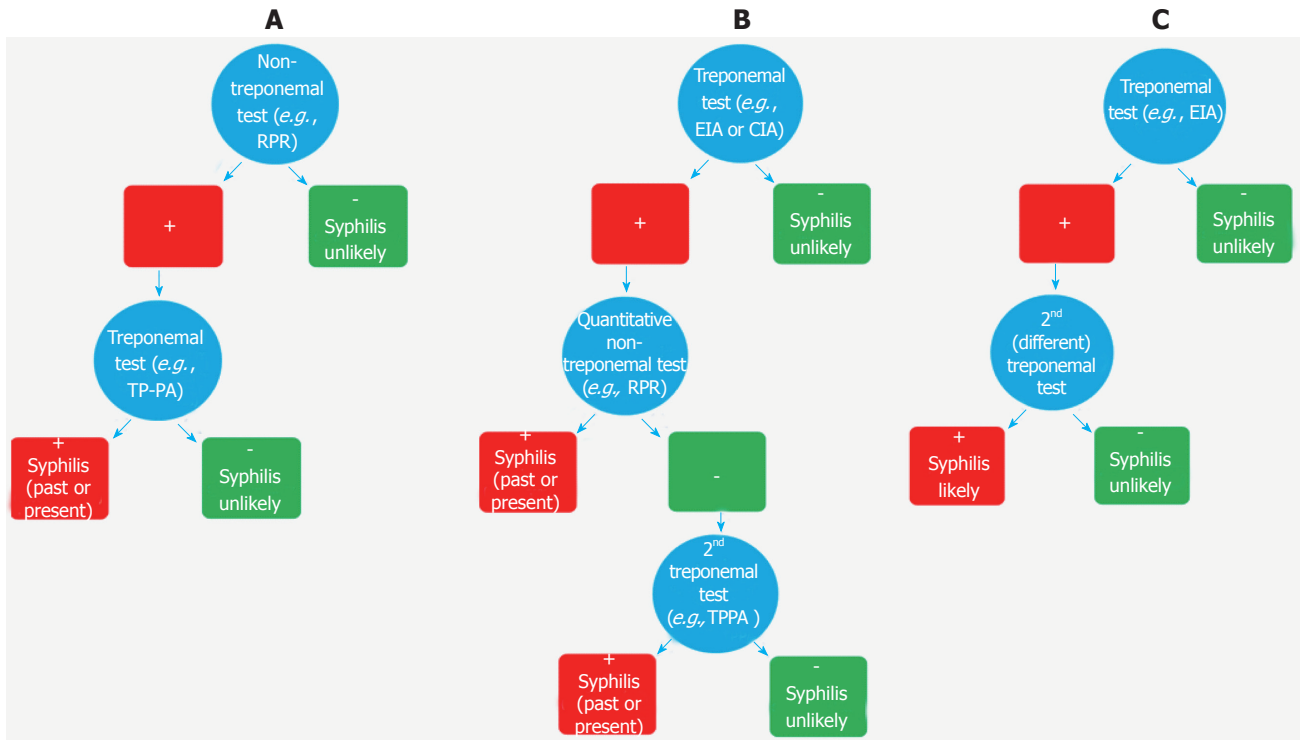 A
Non-
treponemal
test (e.g.,
RPR)
+
-
Syphilis
unlikely
Treponemal
test (e.g.,
TP-PA)
+
Syphilis
(past or
present)
-
Syphilis
unlikely
B
Treponemal
test (e.g.,
EIA or CIA)
+
-
Syphilis
unlikely
Quantitative
non-
treponemal test
(e.g., RPR)
+
Syphilis
(past or
present)
-
2nd
treponemal
test
(e.g.,TPPA )
+
Syphilis
(past or
present)
-
Syphilis
unlikely
C
Treponemal
test (e.g., EIA)
+
-
Syphilis
unlikely
2nd
(different)
treponemal
test
+
Syphilis
likely
-
Syphilis
unlikely